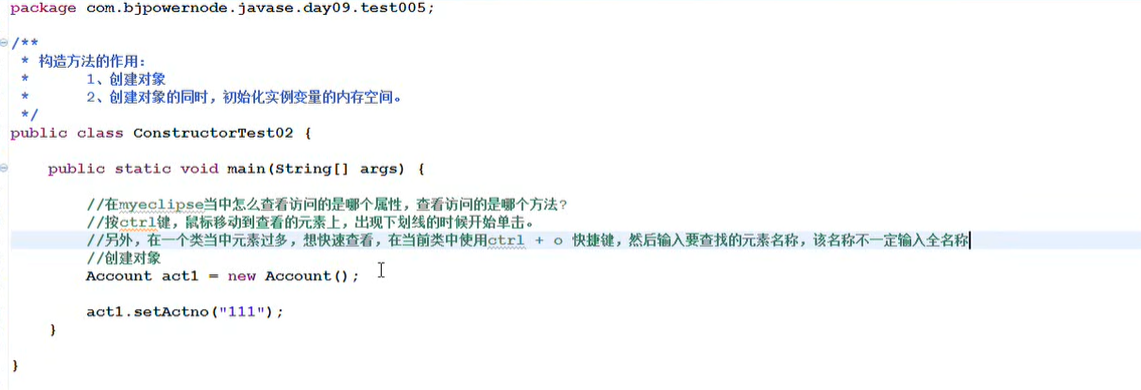 package com.bjpowernode.javase.day09.test005;
/**
* 构造方法的作用:
* 1、创建对象
* 2、创建对象的同时，初始化实例变量的内存空间。
*/
public class ConstructorTest02 {
public static void main(String[] args) {
//在myeclipse当中怎么查看访问的是哪个属性，查看访问的是哪个方法?
//按ctrl键，鼠标移动到查看的元素上，出现下划线的时候开始单击。
//另外，在一个类当中元素过多，想快速查看，在当前类中使用ctrl + o 快捷键，然后输入要查找的元素名称，该名称不一定输入全名称
//创建对象
Account act1 = new Account();
act1.setActno("111");
}
}